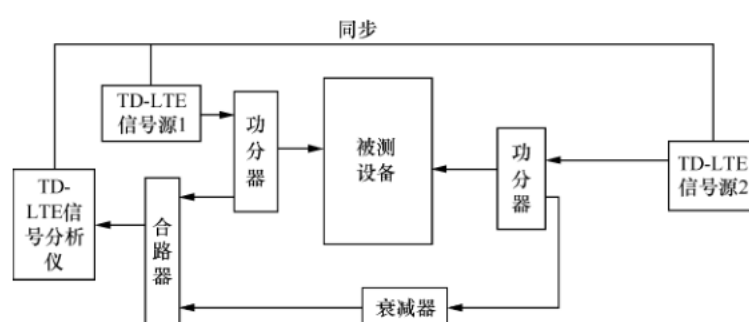 同步
TD-LTE
信号源1
功
分
器
被测
设备
功
分
器
TD-LTE
信号源2
TD-
LTE信
号分析
仪
合
路
器
衰减器